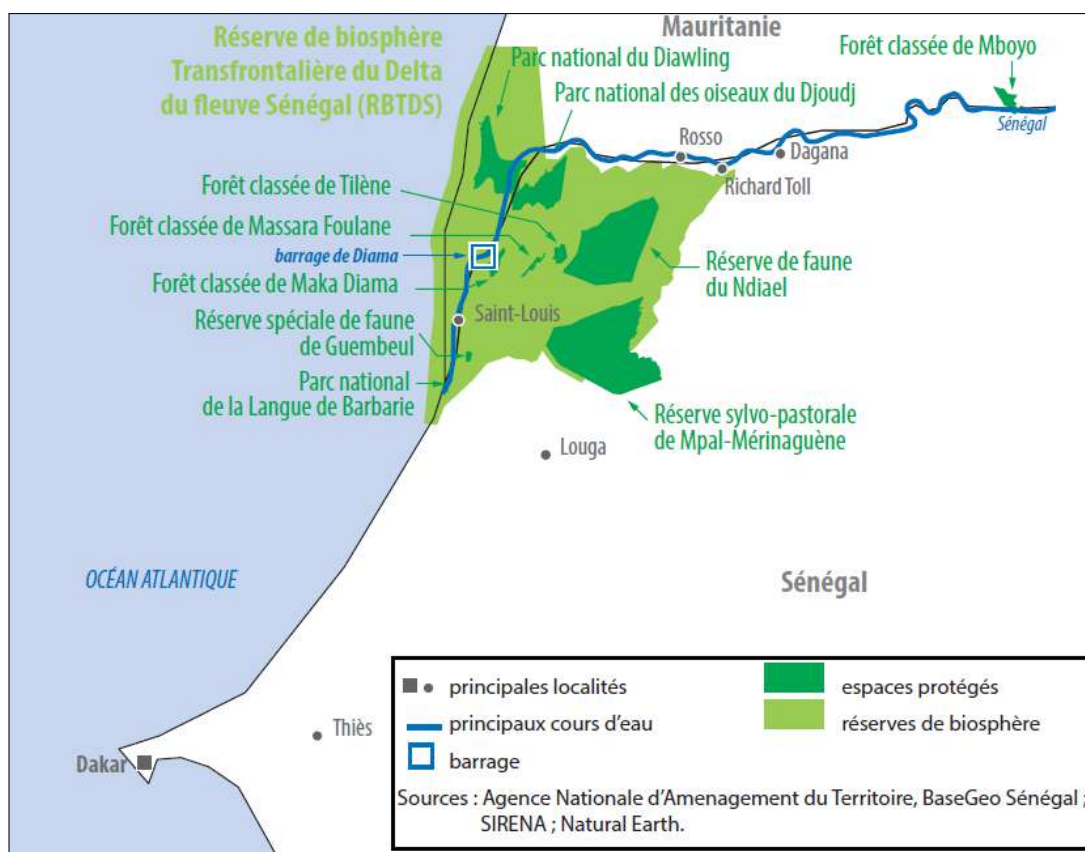 Réserve de biosphère
Transfrontalière du Delta
du fleuve Sénégal (RBTDS)
Mauritanie
Parc national du Diawling
Forêt classée de Mboyo
Parc national des oiseaux du Djoudj
Sénégal
Rosso
Dagana
Richard Toll
Forêt classée de Tilène
Forêt classée de Massara Foulane
barrage de Diama
Forêt classée de Maka Diama
Réserve de faune
du Ndiael
Saint-Louis
Réserve spéciale de faune
de Guembeul
Parc national
de la Langue de Barbarie
Réserve sylvo-pastorale
de Mpal-Mérinaguène
Louga
OCÉAN ATLANTIQUE
Sénégal
Thiès
Dakar
principales localités
espaces protégés
principaux cours d'eau
réserves de biosphère
barrage
Sources : Agence Nationale d'Amenagement du Territoire, BaseGeo Sénégal ;
SIRENA ; Natural Earth.